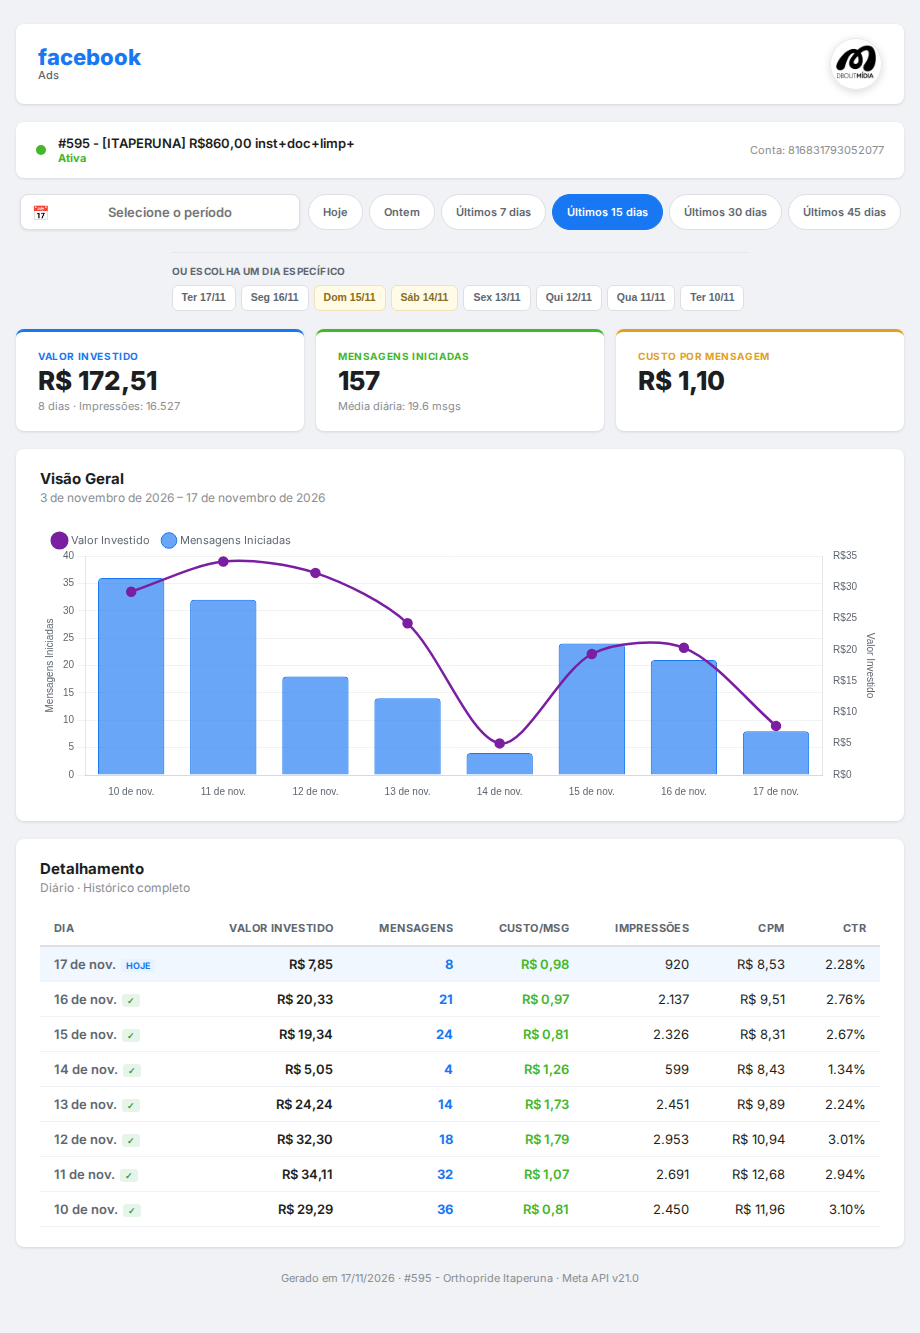 facebook
Ads
DBOUTMÍDIA
#595 - [ITAPERUNA] R$860,00 inst+doc+limp+
Ativa
Conta: 816831793052077
Selecione o período
Hoje
Ontem
Últimos 7 dias
Últimos 15 dias
Últimos 30 dias
Últimos 45 dias
OU ESCOLHA UM DIA ESPECÍFICO
Ter 17/11
Seg 16/11
Dom 15/11
Sáb 14/11
Sex 13/11
Qui 12/11
Qua 11/11
Ter 10/11
VALOR INVESTIDO
R$ 172,51
8 dias · Impressões: 16.527
MENSAGENS INICIADAS
157
Média diária: 19.6 msgs
CUSTO POR MENSAGEM
R$ 1,10
Visão Geral
3 de novembro de 2026 – 17 de novembro de 2026
Valor Investido
Mensagens Iniciadas
40
35
30
25
20
15
10
5
0
Mensagens Iniciadas
R$35
R$30
R$25
R$20
R$15
R$10
R$5
R$0
Valor Investido
10 de nov.
11 de nov.
12 de nov.
13 de nov.
14 de nov.
15 de nov.
16 de nov.
17 de nov.
Detalhamento
Diário · Histórico completo
DIA VALOR INVESTIDO MENSAGENS CUSTO/MSG IMPRESSÕES CPM CTR
17 de nov. HOJE R$ 7,85 8 R$ 0,98 920 R$ 8,53 2.28%
16 de nov. ✓ R$ 20,33 21 R$ 0,97 2.137 R$ 9,51 2.76%
15 de nov. ✓ R$ 19,34 24 R$ 0,81 2.326 R$ 8,31 2.67%
14 de nov. ✓ R$ 5,05 4 R$ 1,26 599 R$ 8,43 1.34%
13 de nov. ✓ R$ 24,24 14 R$ 1,73 2.451 R$ 9,89 2.24%
12 de nov. ✓ R$ 32,30 18 R$ 1,79 2.953 R$ 10,94 3.01%
11 de nov. ✓ R$ 34,11 32 R$ 1,07 2.691 R$ 12,68 2.94%
10 de nov. ✓ R$ 29,29 36 R$ 0,81 2.450 R$ 11,96 3.10%
Gerado em 17/11/2026 · #595 - Orthopride Itaperuna · Meta API v21.0